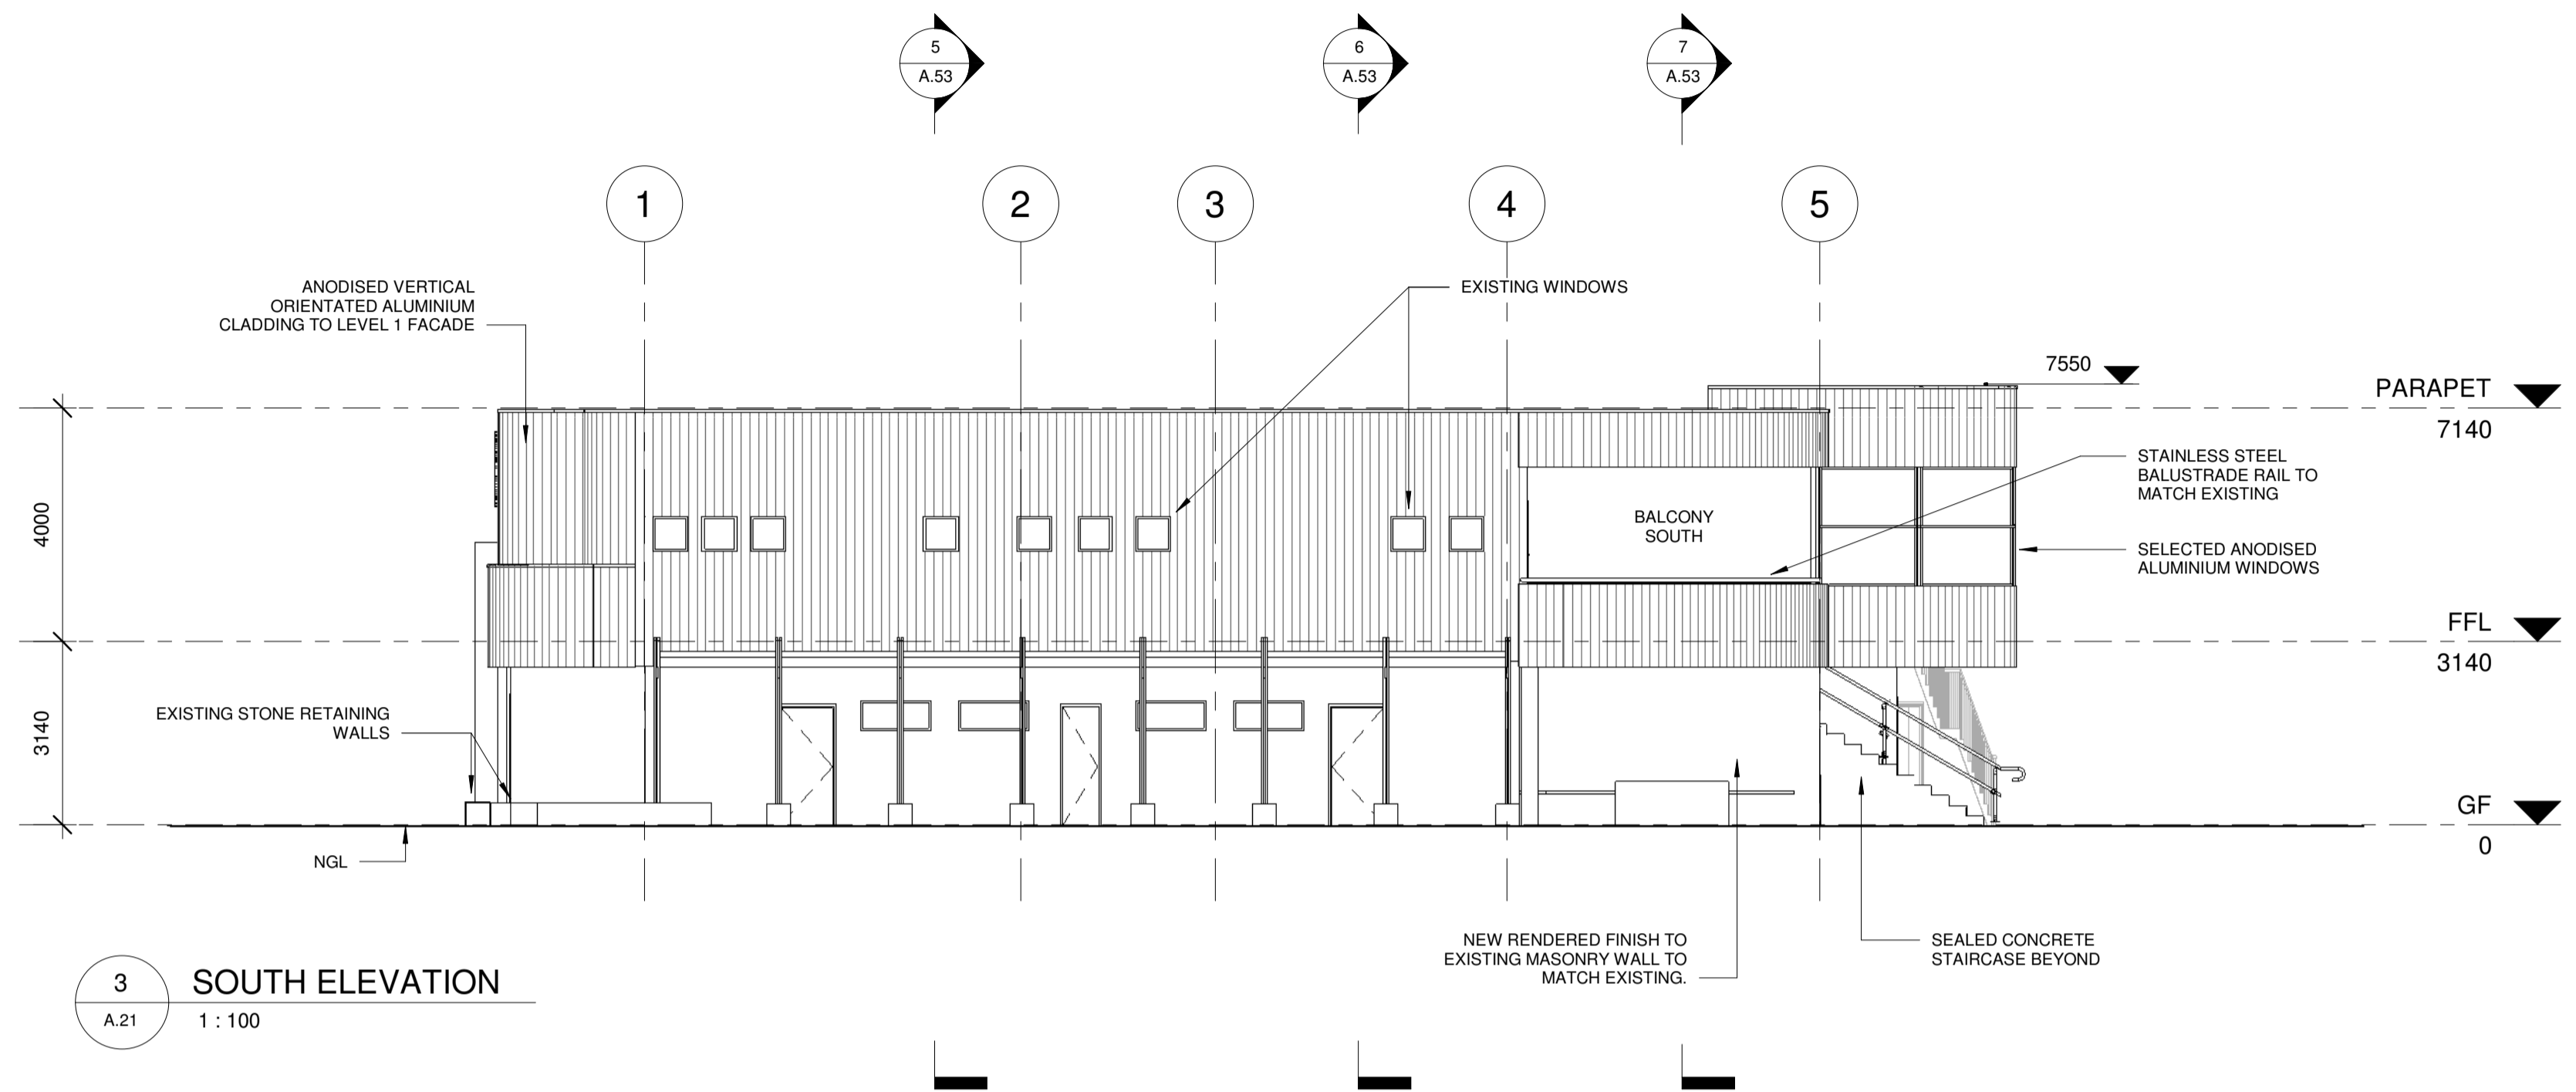 5
A.53
6
A.53
7
A.53
1
2
3
4
5
ANODISED VERTICAL
ORIENTATED ALUMINIUM
CLADDING TO LEVEL 1 FACADE
EXISTING WINDOWS
7550
PARAPET
7140
STAINLESS STEEL
BALUSTRADE RAIL TO
MATCH EXISTING
4000
BALCONY
SOUTH
SELECTED ANODISED
ALUMINIUM WINDOWS
FFL
3140
EXISTING STONE RETAINING
WALLS
3140
GF
0
NGL
NEW RENDERED FINISH TO
EXISTING MASONRY WALL TO
MATCH EXISTING.
SEALED CONCRETE
STAIRCASE BEYOND
3
A.21
SOUTH ELEVATION
1 : 100